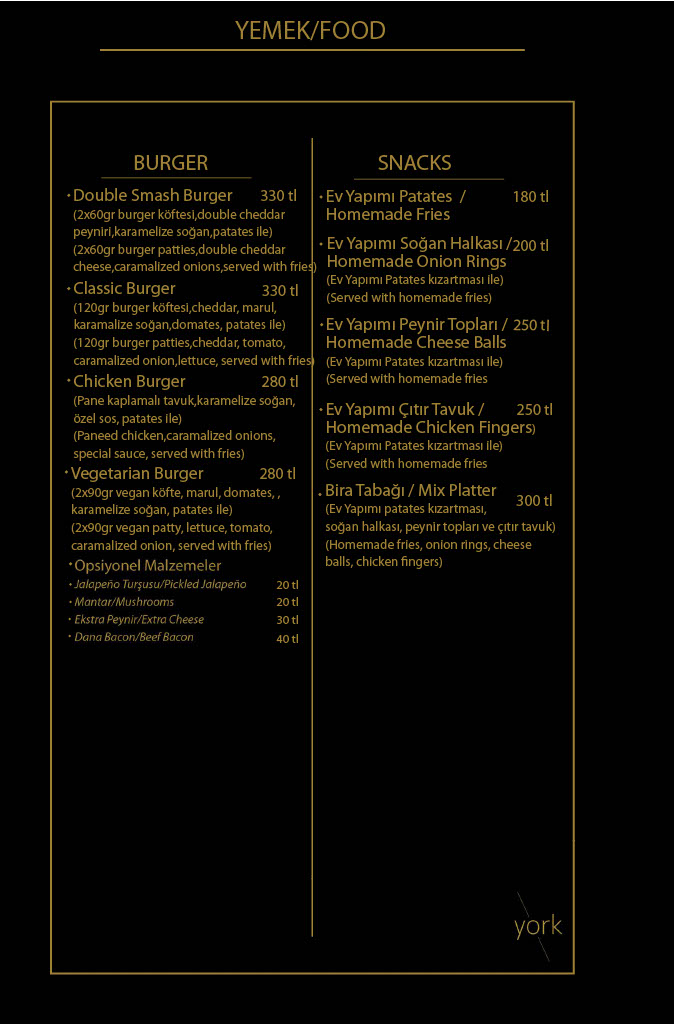 YEMEK/FOOD
BURGER
• Double Smash Burger 330 tl
(2x60gr burger köftesi,double cheddar
peyniri,karamelize soğan,patates ile)
(2x60gr burger patties,double cheddar
cheese,caramalized onions,served with fries)
• Classic Burger 330 tl
(120gr burger köftesi,cheddar, marul,
karamalize soğan,domates, patates ile)
(120gr burger patties,cheddar, tomato,
caramalized onion,lettuce, served with fries)
• Chicken Burger 280 tl
(Pane kaplamalı tavuk,karamelize soğan,
özel sos, patates ile)
(Paneed chicken,caramalized onions,
special sauce, served with fries)
• Vegetarian Burger 280 tl
(2x90gr vegan köfte, marul, domates, ,
karamelize soğan, patates ile)
(2x90gr vegan patty, lettuce, tomato,
caramalized onion, served with fries)
• Opsiyonel Malzemeler
• Jalapeño Turşusu/Pickled Jalapeño 20 tl
• Mantar/Mushrooms 20 tl
• Ekstra Peynir/Extra Cheese 30 tl
• Dana Bacon/Beef Bacon 40 tl
SNACKS
• Ev Yapımı Patates / 180 tl
Homemade Fries
• Ev Yapımı Soğan Halkası / 200 tl
Homemade Onion Rings
(Ev Yapımı Patates kızartması ile)
(Served with homemade fries)
• Ev Yapımı Peynir Topları / 250 tl
Homemade Cheese Balls
(Ev Yapımı Patates kızartması ile)
(Served with homemade fries
• Ev Yapımı Çıtır Tavuk / 250 tl
Homemade Chicken Fingers)
(Ev Yapımı Patates kızartması ile)
(Served with homemade fries
• Bira Tabağı / Mix Platter 300 tl
(Ev Yapımı patates kızartması,
soğan halkası, peynir topları ve çıtır tavuk)
(Homemade fries, onion rings, cheese
balls, chicken fingers)
york